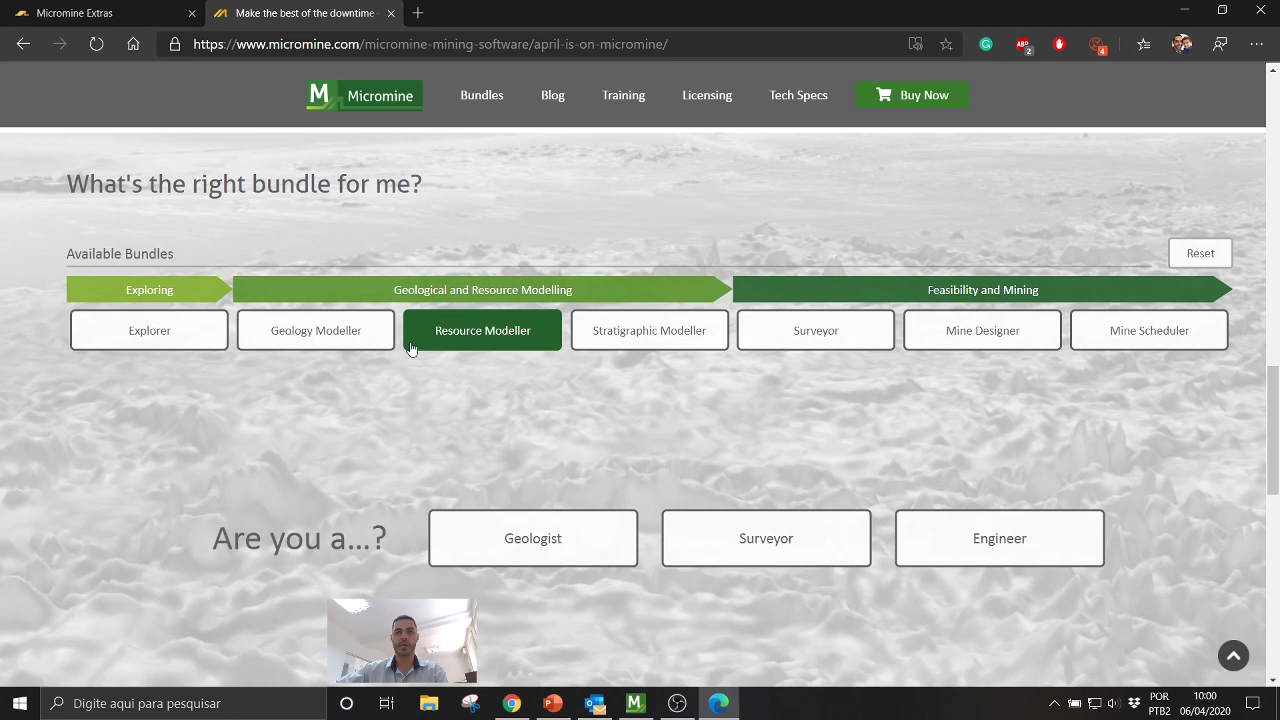 Micromine Extras
Make the best of the downtime -
https://www.micromine.com/micromine-mining-software/april-is-on-micromine/
ABP
2
4
M Micromine
Bundles
Blog
Training
Licensing
Tech Specs
Buy Now
What's the right bundle for me?
Available Bundles
Reset
Exploring
Geological and Resource Modelling
Feasibility and Mining
Explorer
Geology Modeller
Resource Modeller
Stratigraphic Modeller
Surveyor
Mine Designer
Mine Scheduler
Are you a...?
Geologist
Surveyor
Engineer
Digite aqui para pesquisar
POR
PTB2
10:00
06/04/2020